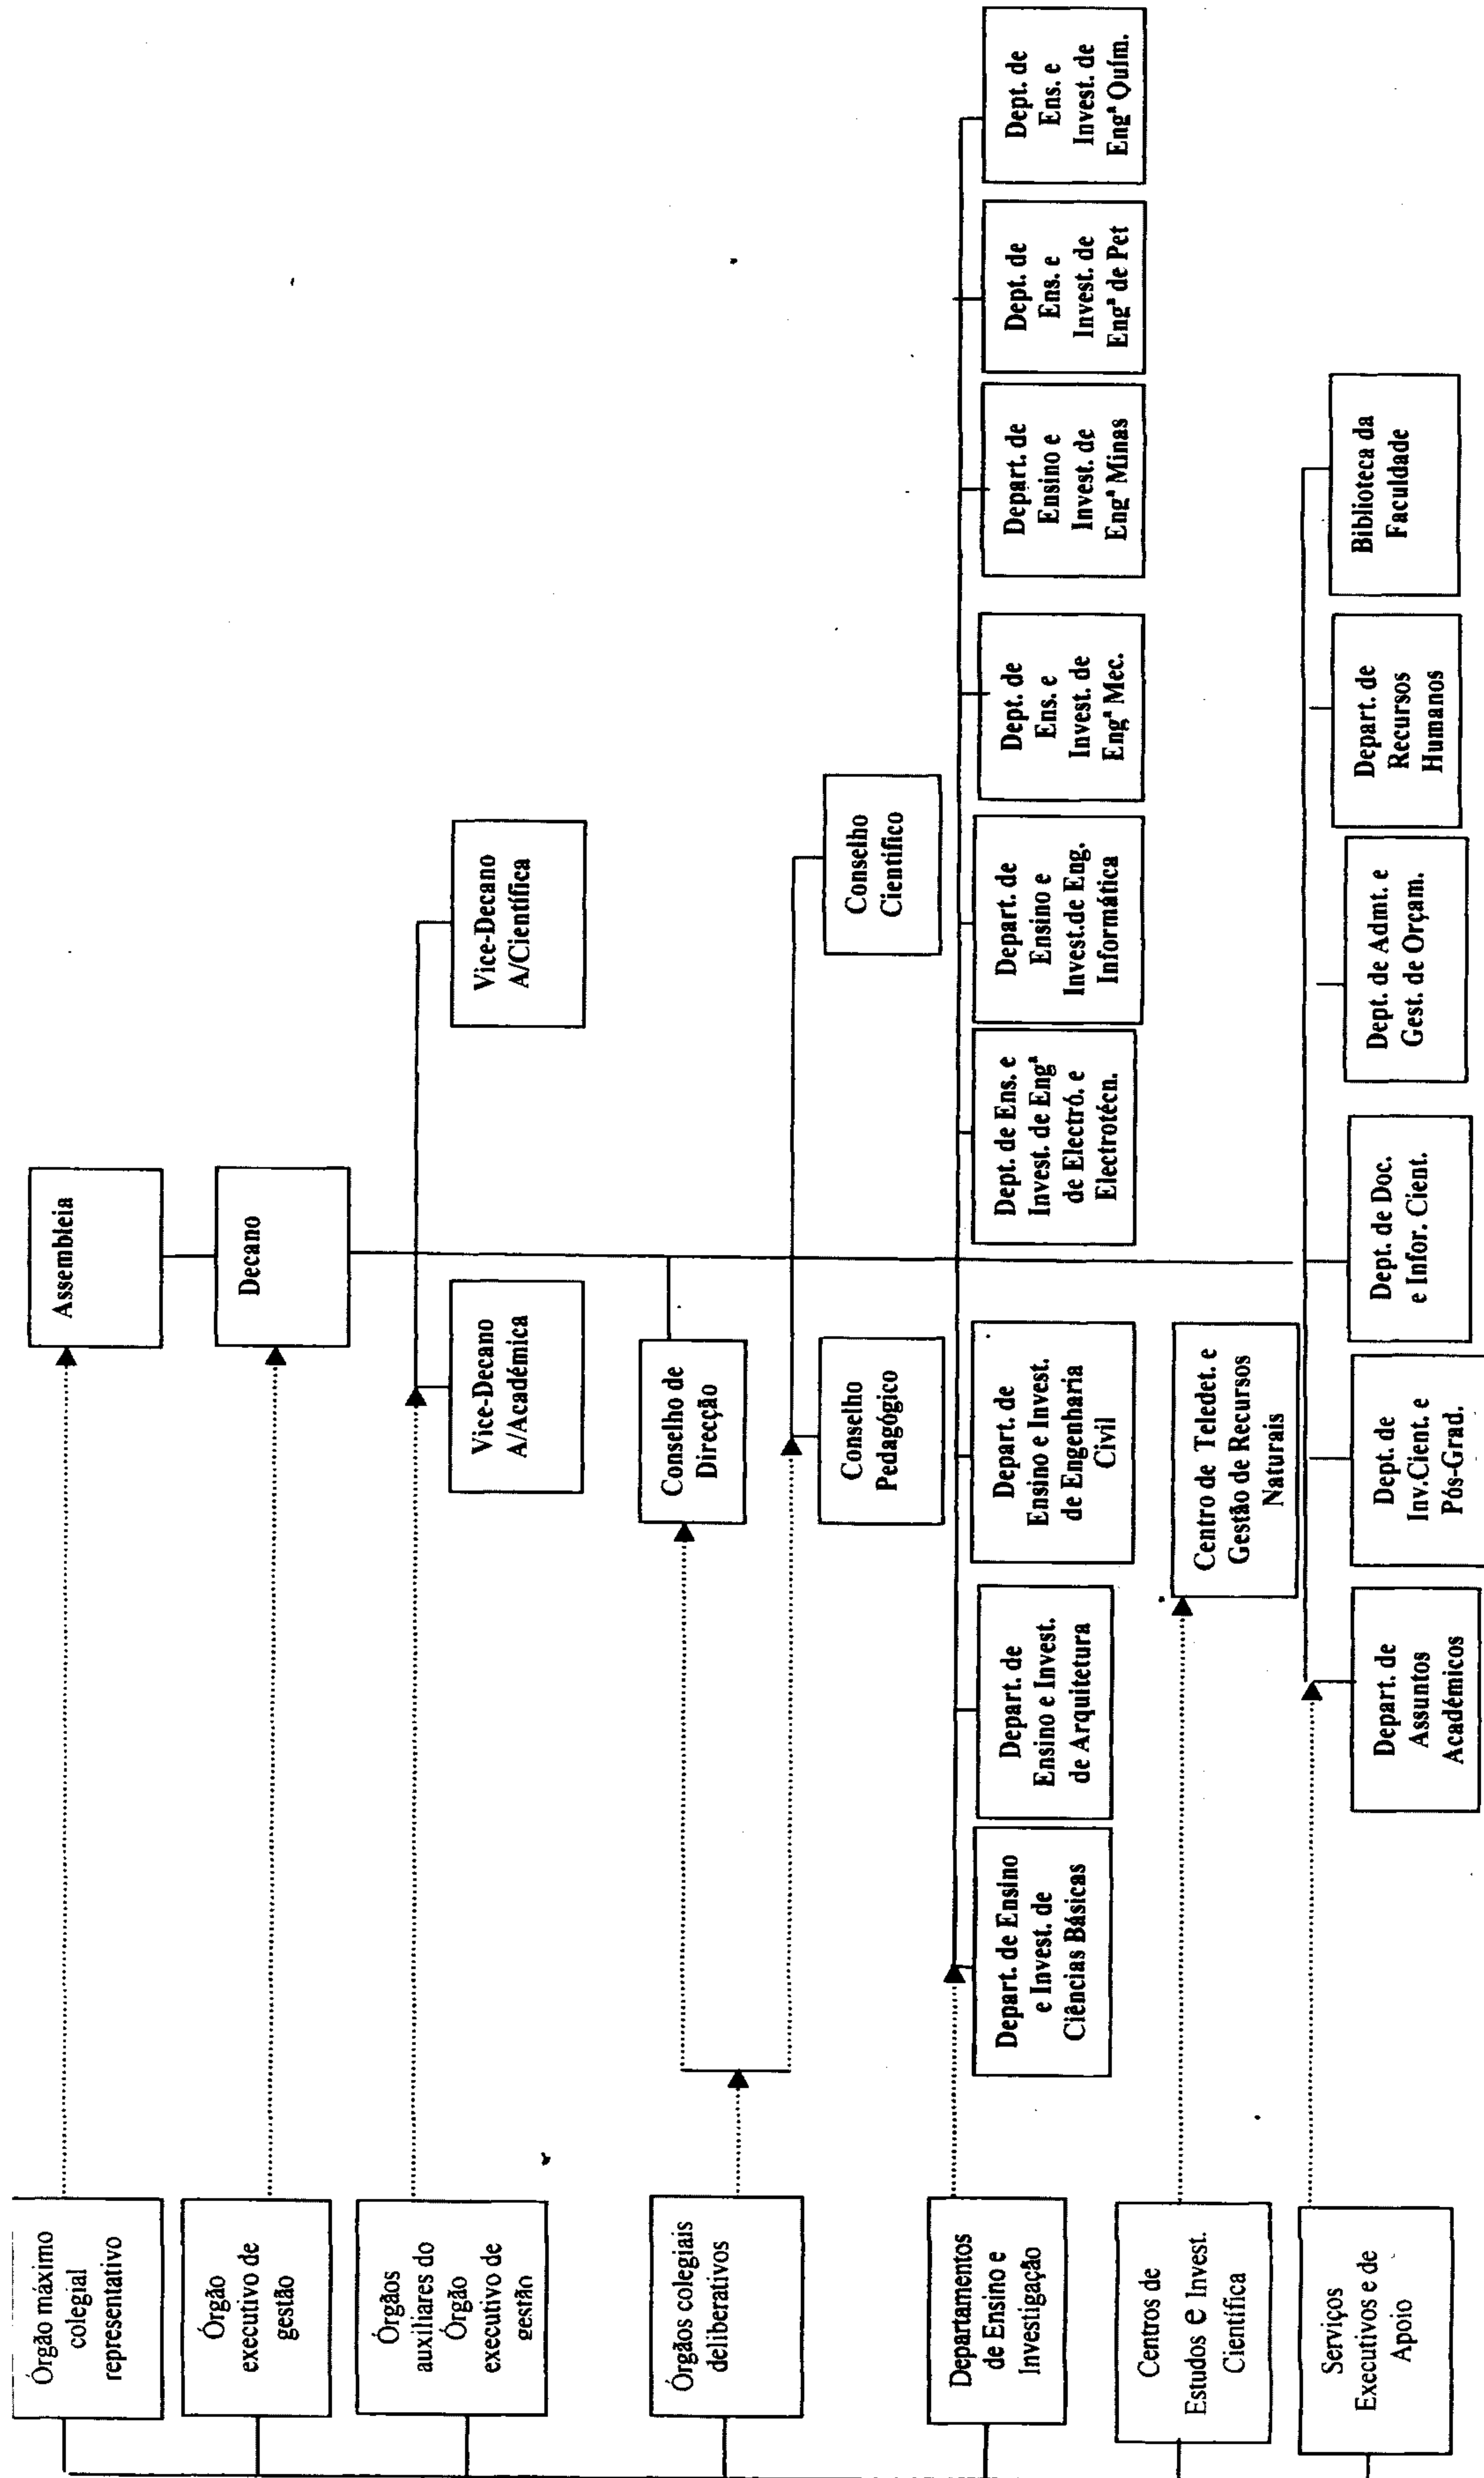 Órgão máximo
colegial
representativo
Órgão
executivo de
gestão
Órgãos
auxiliares do
Órgão
executivo de
gestão
Órgãos colegiais
deliberativos
Departamentos
de Ensino e
Investigação
Centros de
Estudos e Invest.
Científica
Serviços
Executivos e de
Apoio
Assembleia
Decano
Vice-Decano
A/Académica
Vice-Decano
A/Científica
Conselho de
Direcção
Conselho
Pedagógico
Conselho
Científico
Depart. de Ensino
e Invest. de
Ciências Básicas
Depart. de
Ensino e Invest.
de Arquitetura
Depart. de
Ensino e Invest.
de Engenharia
Civil
Dept. de Ens. e
Invest. de Engª
de Electró. e
Electrotécn.
Depart. de
Ensino e
Invest.de Eng.
Informática
Dept. de
Ens. e
Invest. de
Engª Mec.
Depart. de
Ensino e
Invest. de
Engª Minas
Dept. de
Ens. e
Invest. de
Engª de Pet
Dept. de
Ens. e
Invest. de
Engª Quím.
Centro de Teledet. e
Gestão de Recursos
Naturais
Depart. de
Assuntos
Académicos
Dept. de
Inv.Cient. e
Pós-Grad.
Dept. de Doc.
e Infor. Cient.
Dept. de Admt. e
Gest. de Orçam.
Depart. de
Recursos
Humanos
Biblioteca da
Faculdade